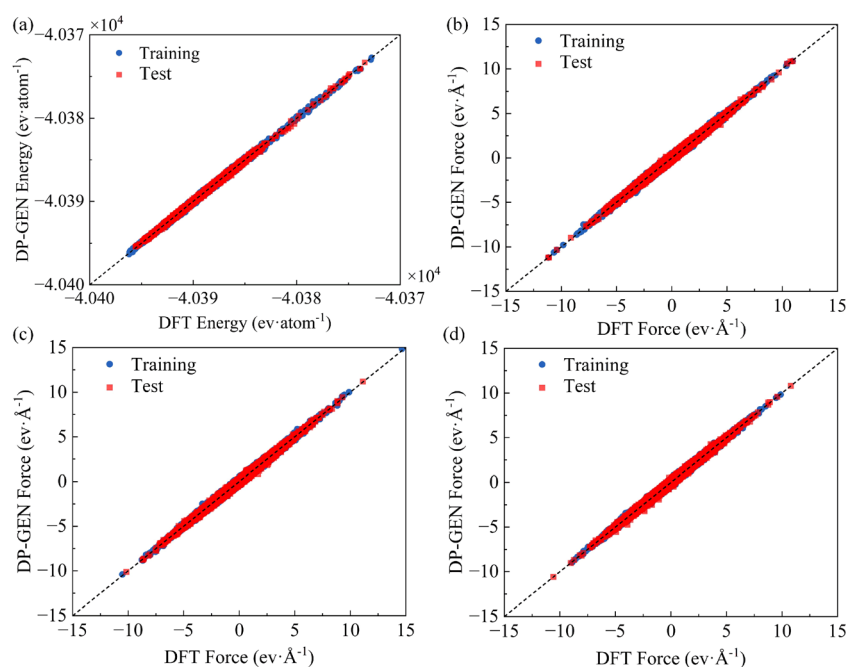 (a)
×10⁴
−4.037
−4.038
−4.039
−4.040
DP-GEN Energy (ev·atom⁻¹)
Training
Test
−4.040
−4.039
−4.038
−4.037
×10⁴
DFT Energy (ev·atom⁻¹)
(b)
15
10
5
0
−5
−10
−15
DP-GEN Force (ev·Å⁻¹)
Training
Test
−15 −10 −5 0 5 10 15
DFT Force (ev·Å⁻¹)
(c)
15
10
5
0
−5
−10
−15
DP-GEN Force (ev·Å⁻¹)
Training
Test
−15 −10 −5 0 5 10 15
DFT Force (ev·Å⁻¹)
(d)
15
10
5
0
−5
−10
−15
DP-GEN Force (ev·Å⁻¹)
Training
Test
−15 −10 −5 0 5 10 15
DFT Force (ev·Å⁻¹)